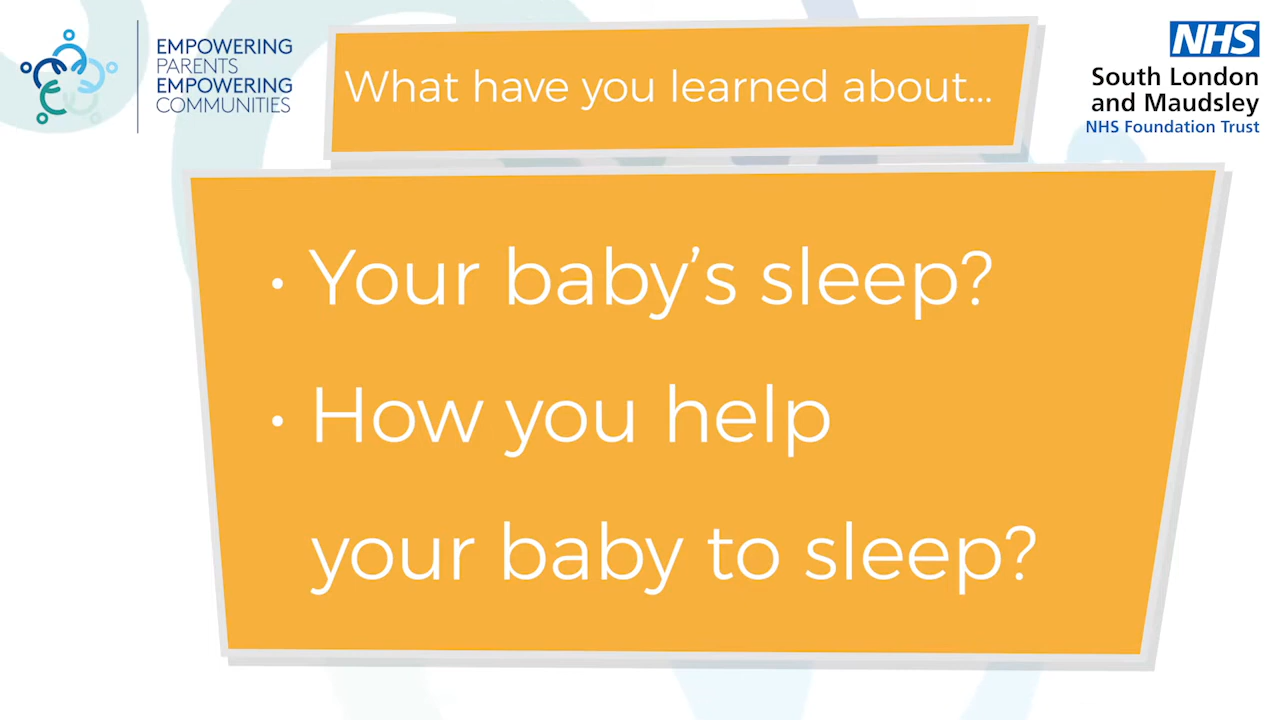 EMPOWERING
PARENTS
EMPOWERING
COMMUNITIES
What have you learned about...
NHS
South London
and Maudsley
NHS Foundation Trust
• Your baby’s sleep?
• How you help
your baby to sleep?